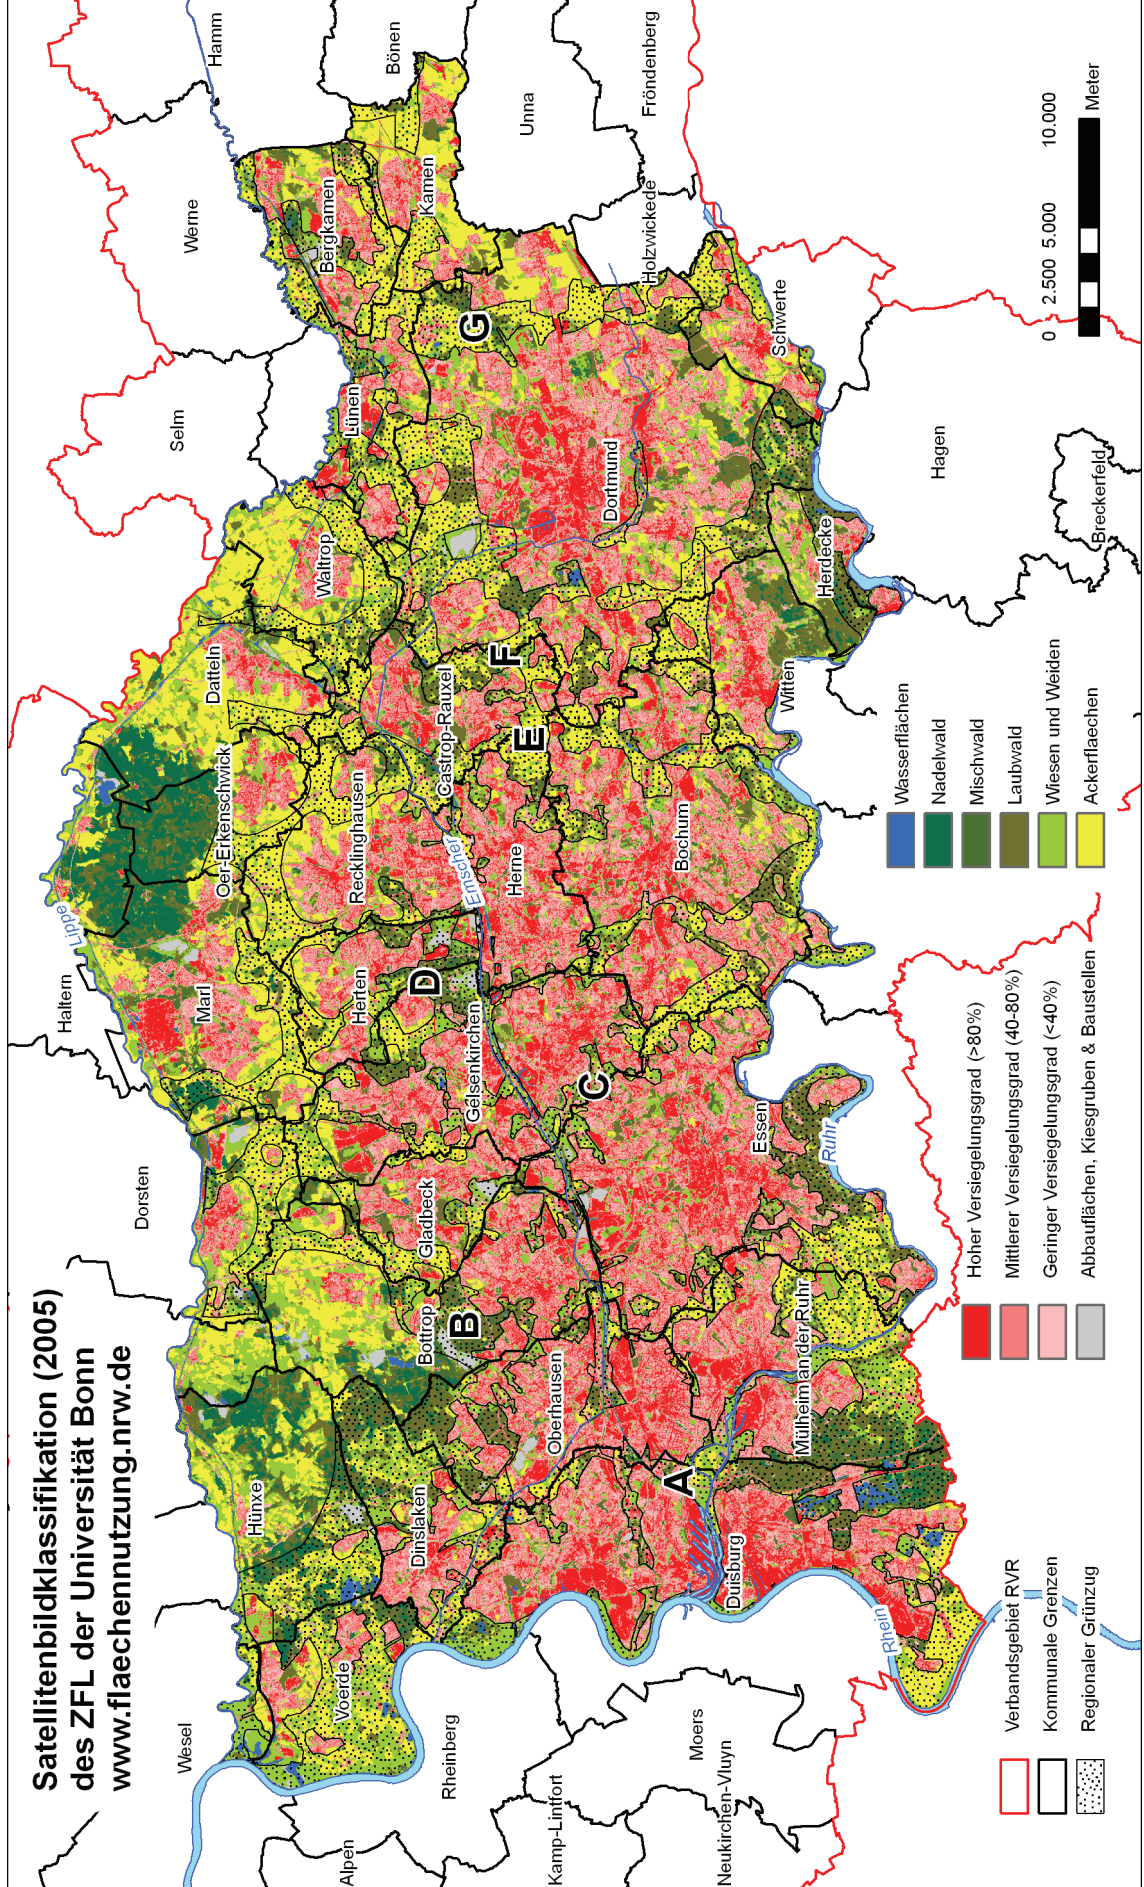 Satellitenbildklassifikation (2005)
des ZFL der Universität Bonn
www.flaechennutzung.nrw.de
Wesel
Dorsten
Haltern
Lippe
Selm
Werne
Hamm
Bönen
Unna
Fröndenberg
Holzwickede
Hünxe
Voerde
Dinslaken
Marl
Oer-Erkenschwick
Datteln
Waltrop
Lünen
Bergkamen
Kamen
Bottrop
Gladbeck
Herten
Recklinghausen
Castrop-Rauxel
Gelsenkirchen
Emscher
Herne
Oberhausen
Dortmund
Bochum
Essen
Witten
Herdecke
Schwerte
Hagen
Breckerfeld
Duisburg
Mülheim an der Ruhr
Ruhr
Rhein
Rheinberg
Alpen
Kamp-Lintfort
Moers
Neukirchen-Vluyn
A
B
C
D
E
F
G
Verbandsgebiet RVR
Kommunale Grenzen
Regionaler Grünzug
Hoher Versiegelungsgrad (>80%)
Mittlerer Versiegelungsgrad (40-80%)
Geringer Versiegelungsgrad (<40%)
Abbauflächen, Kiesgruben & Baustellen
Wasserflächen
Nadelwald
Mischwald
Laubwald
Wiesen und Weiden
Ackerflaechen
0 2.500 5.000 10.000
Meter